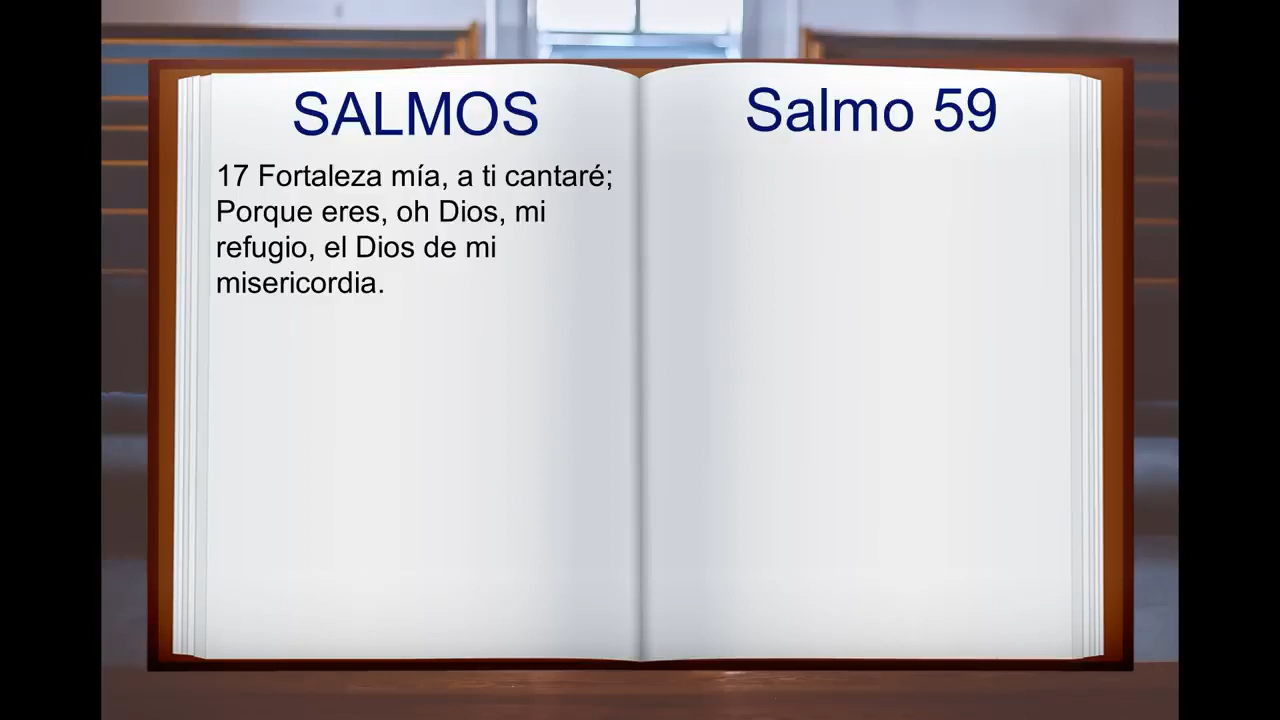 SALMOS
17 Fortaleza mía, a ti cantaré;
Porque eres, oh Dios, mi
refugio, el Dios de mi
misericordia.
Salmo 59